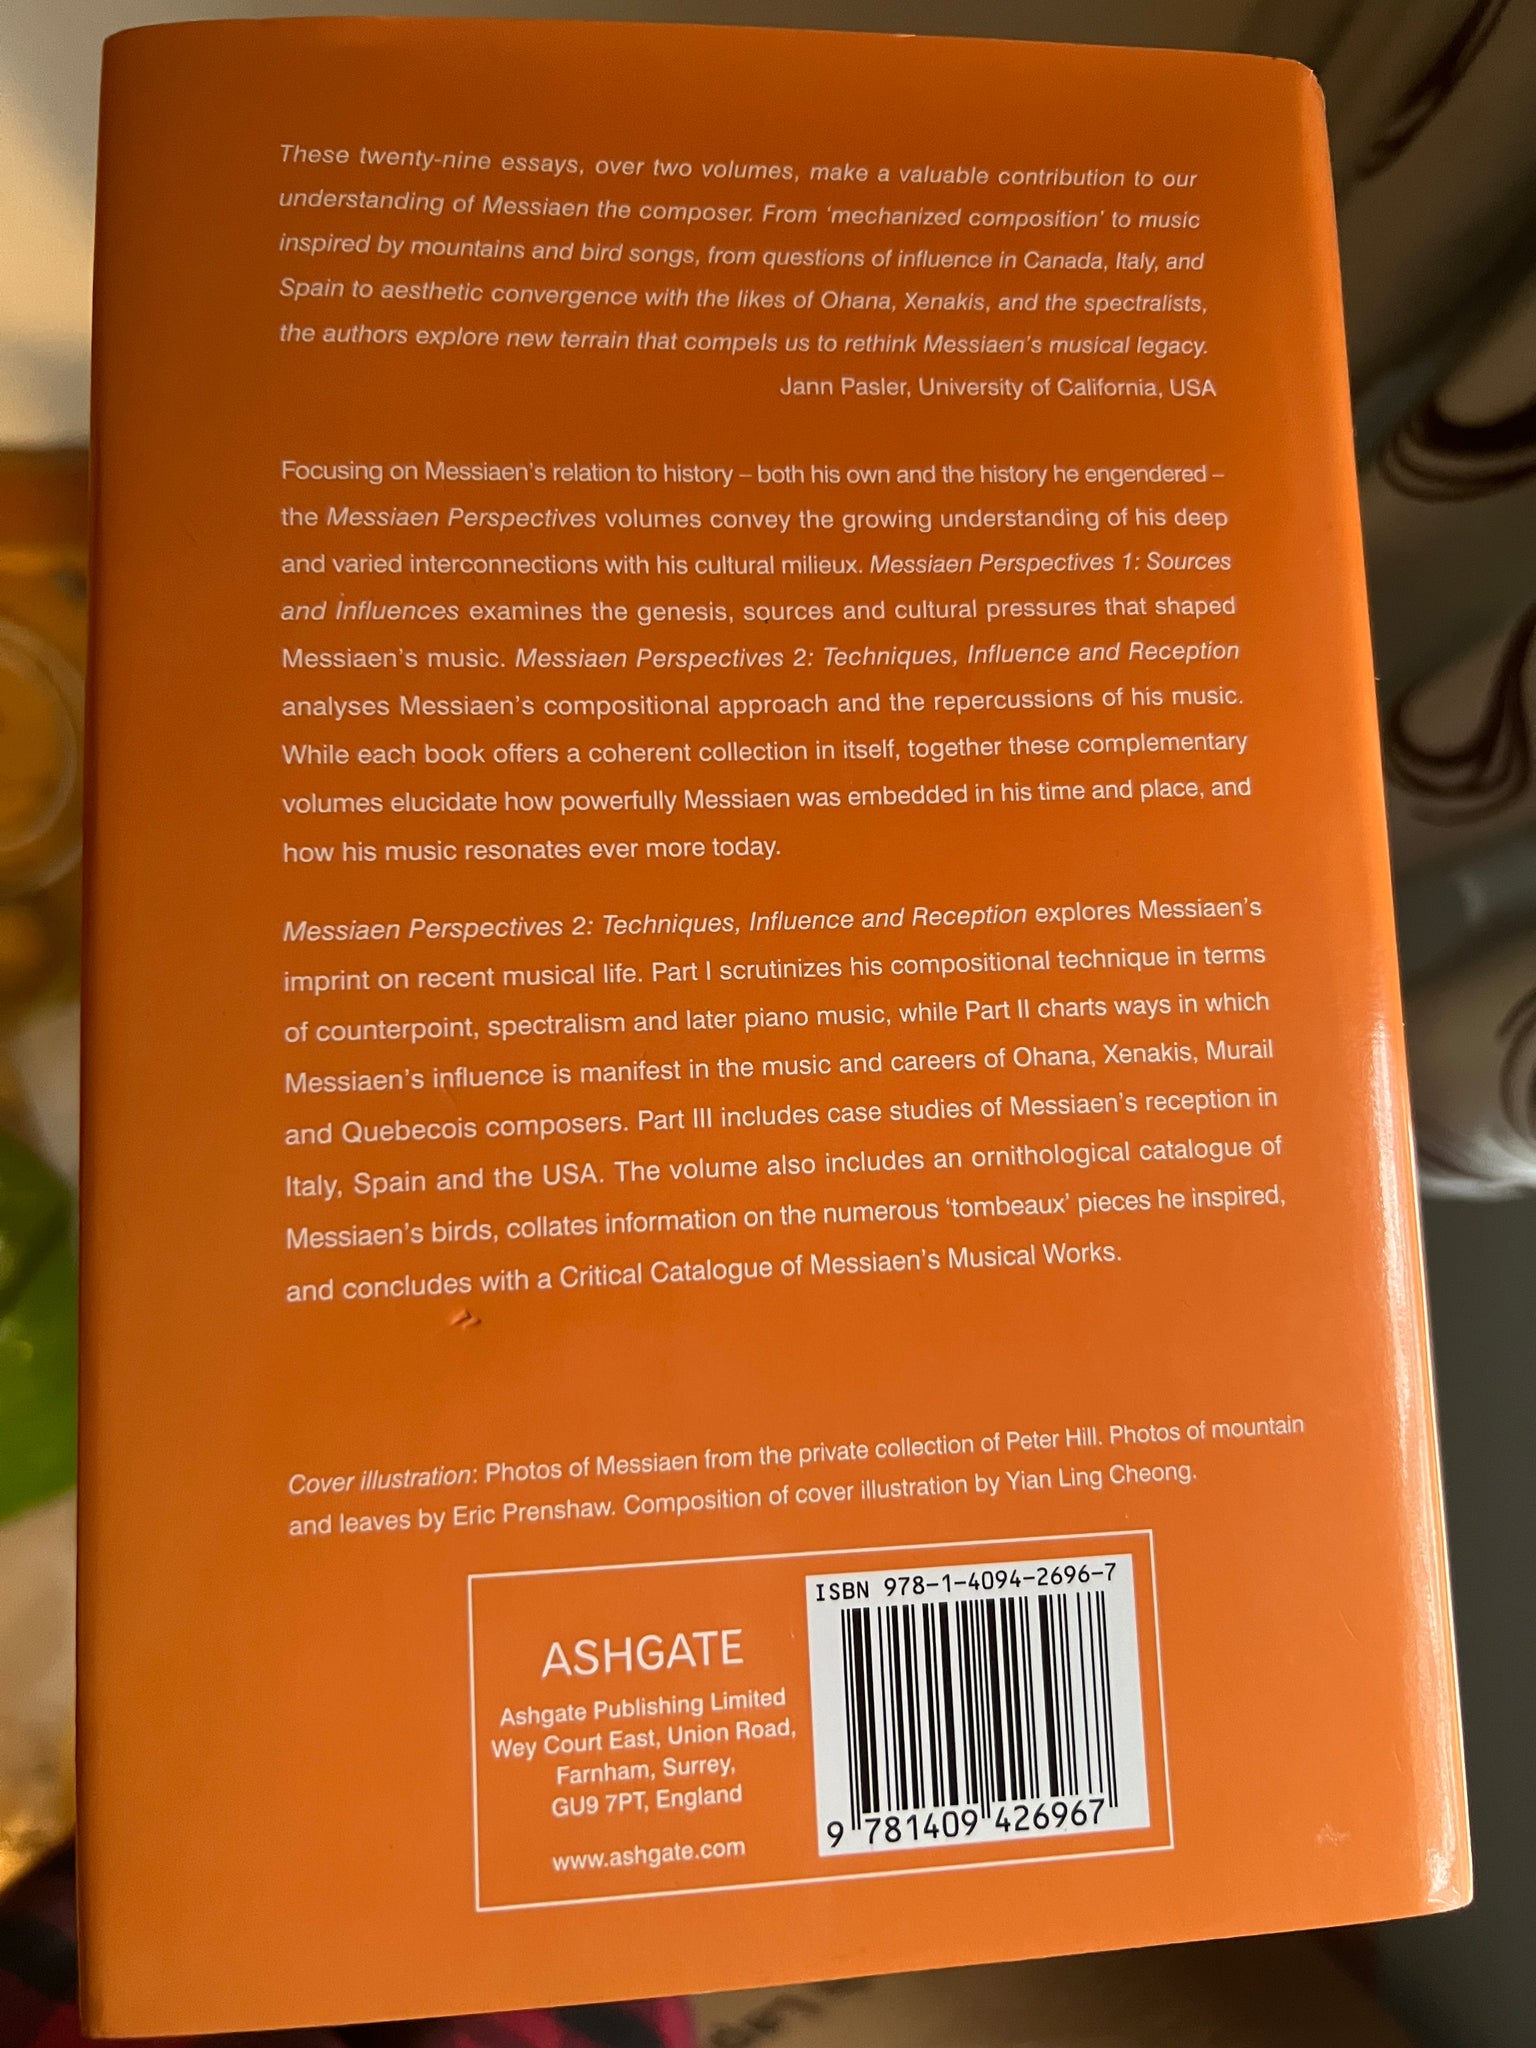 These twenty-nine essays, over two volumes, make a valuable contribution to our
understanding of Messiaen the composer. From ‘mechanized composition’ to music
inspired by mountains and bird songs, from questions of influence in Canada, Italy, and
Spain to aesthetic convergence with the likes of Ohana, Xenakis, and the spectralists,
the authors explore new terrain that compels us to rethink Messiaen’s musical legacy.
Jann Pasler, University of California, USA
Focusing on Messiaen’s relation to history – both his own and the history he engendered –
the Messiaen Perspectives volumes convey the growing understanding of his deep
and varied interconnections with his cultural milieux. Messiaen Perspectives 1: Sources
and Influences examines the genesis, sources and cultural pressures that shaped
Messiaen’s music. Messiaen Perspectives 2: Techniques, Influence and Reception
analyses Messiaen’s compositional approach and the repercussions of his music.
While each book offers a coherent collection in itself, together these complementary
volumes elucidate how powerfully Messiaen was embedded in his time and place, and
how his music resonates ever more today.
Messiaen Perspectives 2: Techniques, Influence and Reception explores Messiaen’s
imprint on recent musical life. Part I scrutinizes his compositional technique in terms
of counterpoint, spectralism and later piano music, while Part II charts ways in which
Messiaen’s influence is manifest in the music and careers of Ohana, Xenakis, Murail
and Quebecois composers. Part III includes case studies of Messiaen’s reception in
Italy, Spain and the USA. The volume also includes an ornithological catalogue of
Messiaen’s birds, collates information on the numerous ‘tombeaux’ pieces he inspired,
and concludes with a Critical Catalogue of Messiaen’s Musical Works.
Cover illustration: Photos of Messiaen from the private collection of Peter Hill. Photos of mountain
and leaves by Eric Prenshaw. Composition of cover illustration by Yian Ling Cheong.
ASHGATE
Ashgate Publishing Limited
Wey Court East, Union Road,
Farnham, Surrey,
GU9 7PT, England
www.ashgate.com
ISBN 978-1-4094-2696-7
9 781409 426967